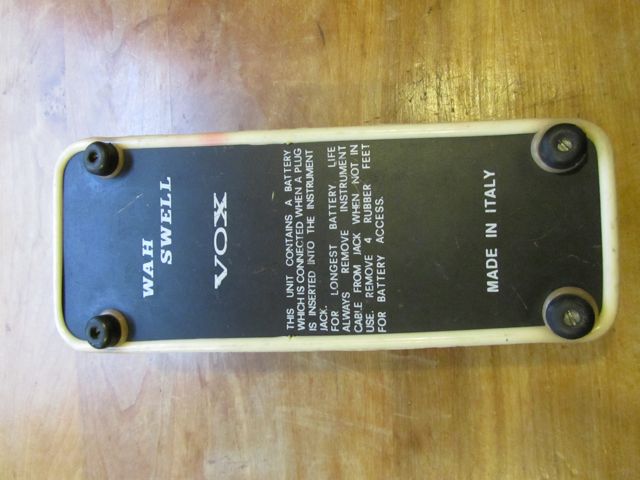 WAH
SWELL
VOX
THIS UNIT CONTAINS A BATTERY
WHICH IS CONNECTED WHEN A PLUG
IS INSERTED INTO THE INSTRUMENT
JACK.
FOR LONGEST BATTERY LIFE
ALWAYS REMOVE INSTRUMENT
CABLE FROM JACK WHEN NOT IN
USE. REMOVE 4 RUBBER FEET
FOR BATTERY ACCESS.
MADE IN ITALY